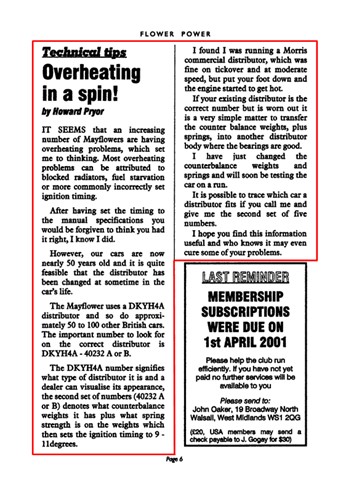 FLOWER POWER
Technical tips
Overheating
in a spin!
by Howard Pryor
IT SEEMS that an increasing
number of Mayflowers are having
overheating problems, which set
me to thinking. Most overheating
problems can be attributed to
blocked radiators, fuel starvation
or more commonly incorrectly set
ignition timing.
After having set the timing to
the manual specifications you
would be forgiven to think you had
it right, I know I did.
However, our cars are now
nearly 50 years old and it is quite
feasible that the distributor has
been changed at sometime in the
car's life.
The Mayflower uses a DKYH4A
distributor and so do approxi-
mately 50 to 100 other British cars.
The important number to look for
on the correct distributor is
DKYH4A - 40232 A or B.
The DKYH4A number signifies
what type of distributor it is and a
dealer can visualise its appearance,
the second set of numbers (40232 A
or B) denotes what counterbalance
weights it has plus what spring
strength is on the weights which
then sets the ignition timing to 9 -
11degrees.
I found I was running a Morris
commercial distributor, which was
fine on tickover and at moderate
speed, but put your foot down and
the engine started to get hot.
If your existing distributor is the
correct number but is worn out it
is a very simple matter to transfer
the counter balance weights, plus
springs, into another distributor
body where the bearings are good.
I have just changed the
counterbalance weights and
springs and will soon be testing the
car on a run.
It is possible to trace which car a
distributor fits if you call me and
give me the second set of five
numbers.
I hope you find this information
useful and who knows it may even
cure some of your problems.
LAST REMINDER
MEMBERSHIP
SUBSCRIPTIONS
WERE DUE ON
1st APRIL 2001
Please help the club run
efficiently. If you have not yet
paid no further services will be
available to you
Please send to:
John Oaker, 19 Broadway North
Walsall, West Midlands WS1 2QG
(£20, USA members may send a
check payable to J. Gogay for $30)
Page 6